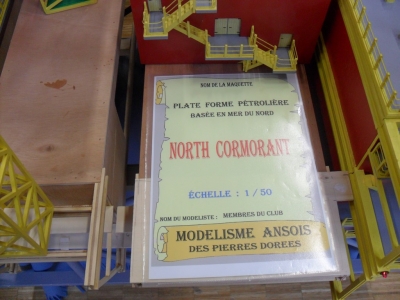 NOM DE LA MAQUETTE
PLATE FORME PÉTROLIÈRE
BASÉE EN MER DU NORD
NORTH CORMORANT
ÉCHELLE : 1 / 50
NOM DU MODELISTE : MEMBRES DU CLUB
MODELISME ANSOIS
DES PIERRES DOREES